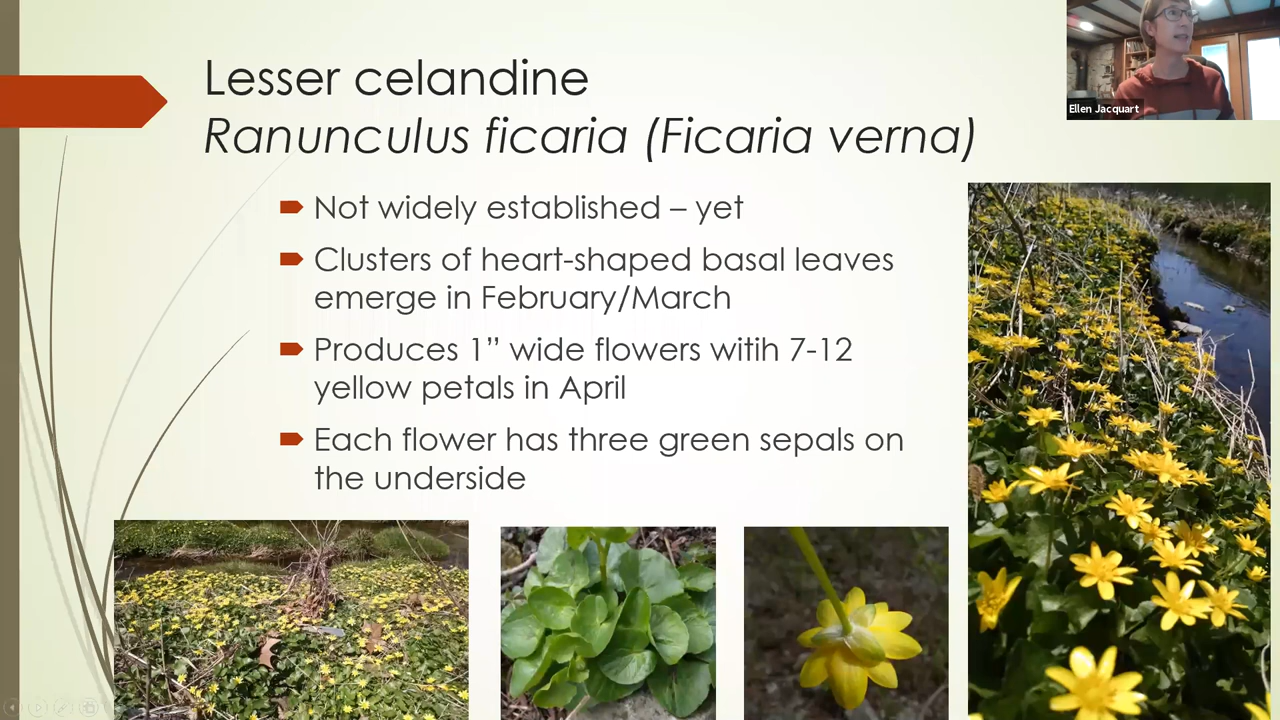 Lesser celandine
Ranunculus ficaria (Ficaria verna)
Ellen Jacquart
Not widely established – yet
Clusters of heart-shaped basal leaves
emerge in February/March
Produces 1” wide flowers witih 7-12
yellow petals in April
Each flower has three green sepals on
the underside